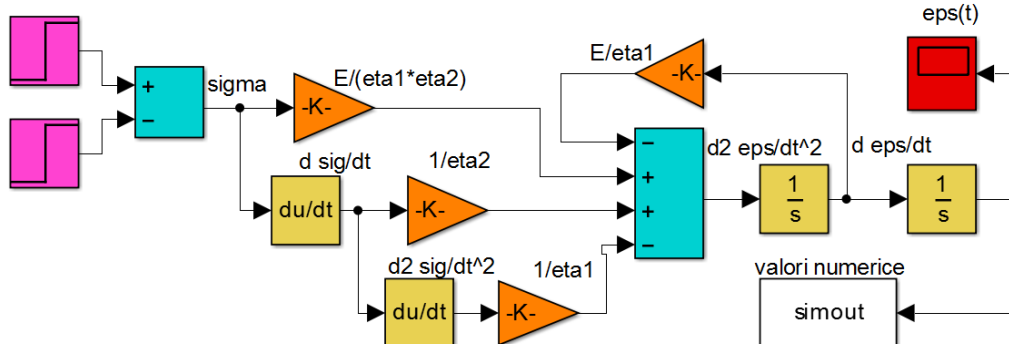 eps(t)
E/eta1
-K-
+
−
sigma
E/(eta1*eta2)
-K-
−
+
+
−
d2 eps/dt^2
1
s
d eps/dt
1
s
d sig/dt
du/dt
1/eta2
-K-
d2 sig/dt^2
du/dt
1/eta1
-K-
valori numerice
simout